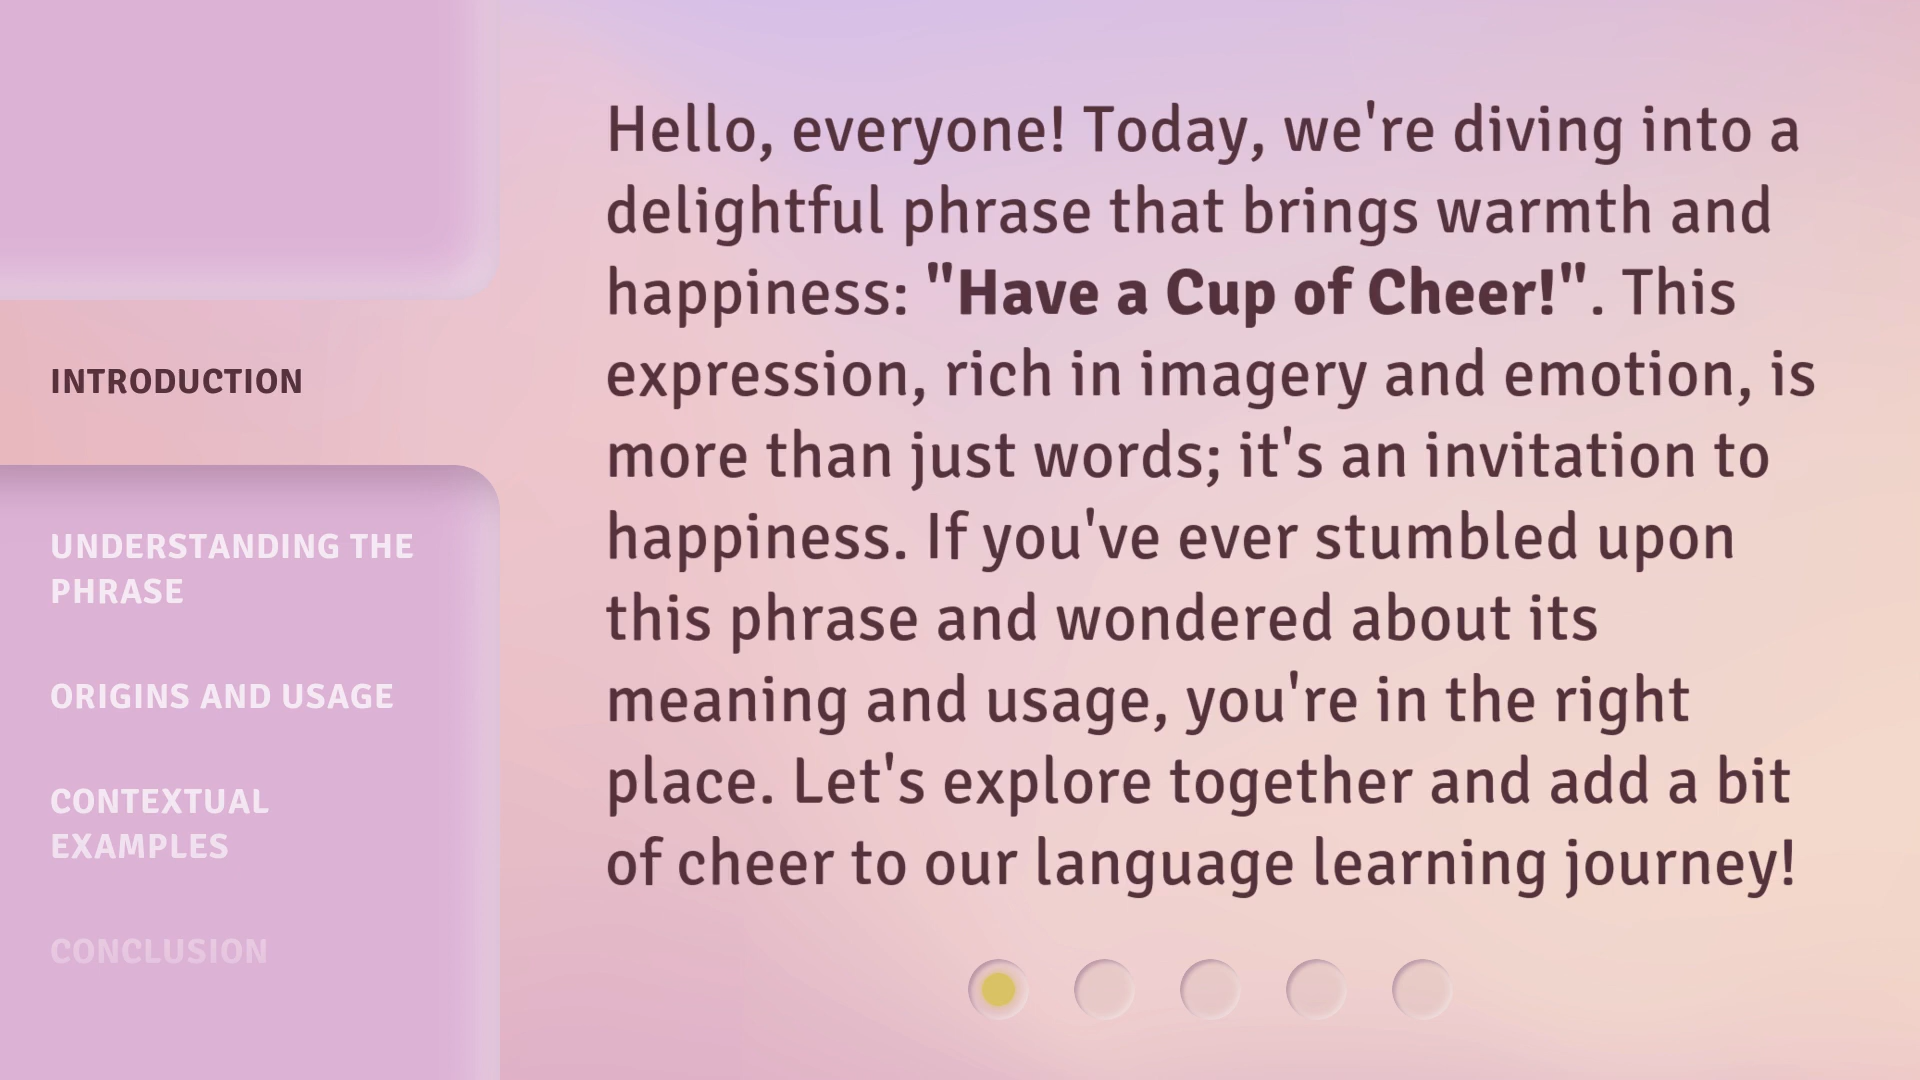 INTRODUCTION
UNDERSTANDING THE
PHRASE
ORIGINS AND USAGE
CONTEXTUAL
EXAMPLES
CONCLUSION
Hello, everyone! Today, we're diving into a
delightful phrase that brings warmth and
happiness: "Have a Cup of Cheer!". This
expression, rich in imagery and emotion, is
more than just words; it's an invitation to
happiness. If you've ever stumbled upon
this phrase and wondered about its
meaning and usage, you're in the right
place. Let's explore together and add a bit
of cheer to our language learning journey!